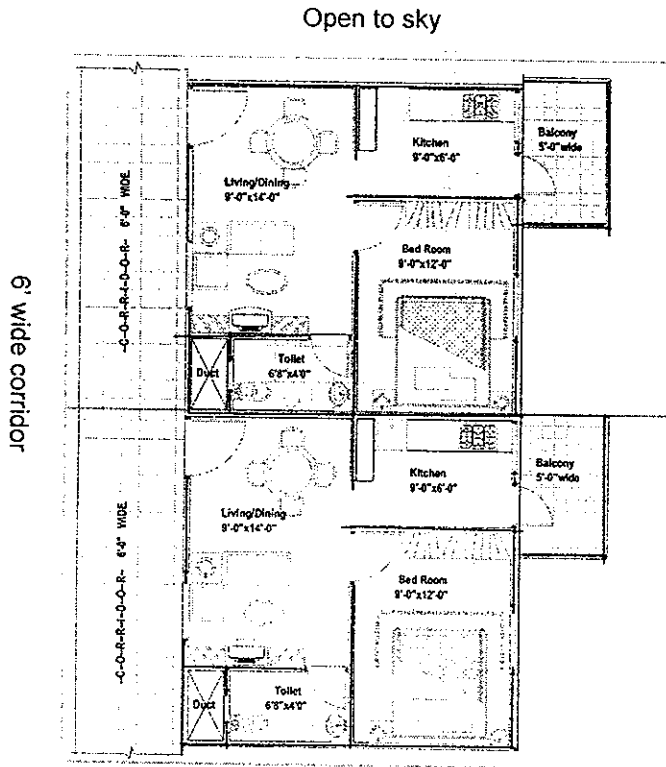 Open to sky
6' wide corridor
-C-O-R-R-I-D-O-R- 6'-0" WIDE
Living/Dining
9'-0"x14'-0"
Kitchen
9'-0"x6'-0"
Balcony
5'-0"wide
Bed Room
9'-0"x12'-0"
Duct
Toilet
6'8"x4'0"
-C-O-R-R-I-D-O-R- 6'-0" WIDE
Living/Dining
9'-0"x14'-0"
Kitchen
9'-0"x6'-0"
Balcony
5'-0"wide
Bed Room
9'-0"x12'-0"
Duct
Toilet
6'8"x4'0"